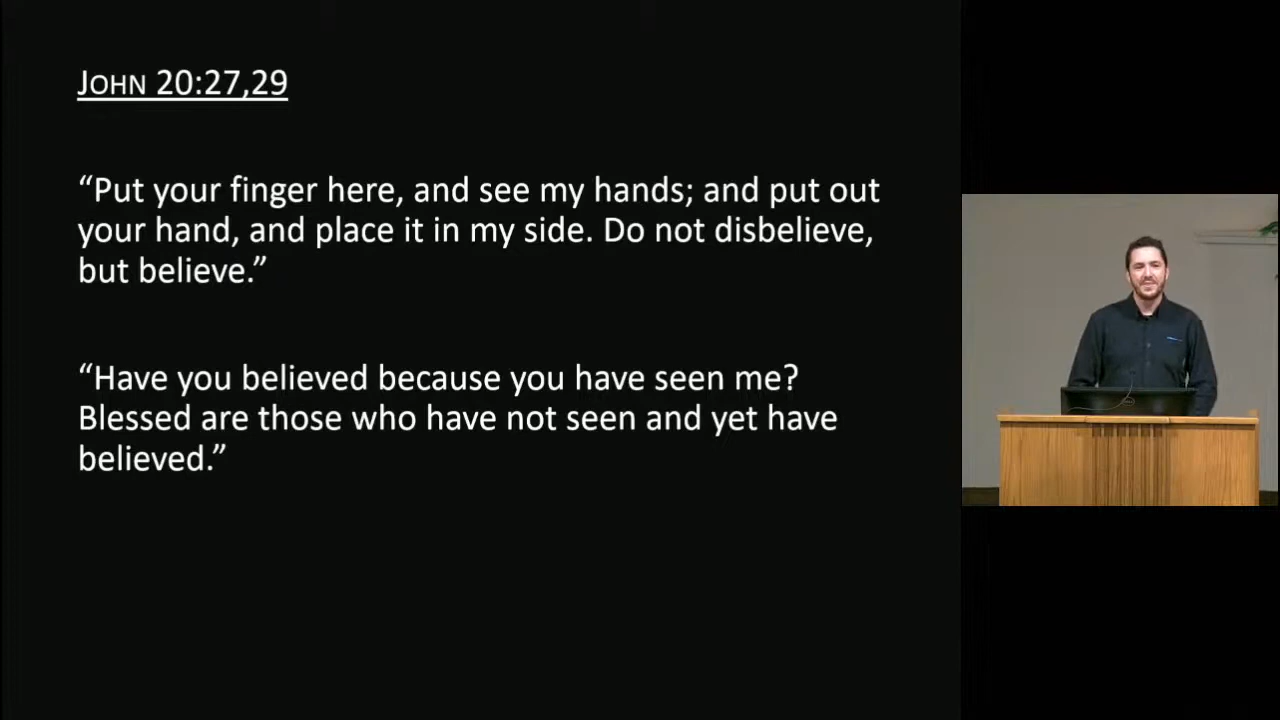 JOHN 20:27,29
“Put your finger here, and see my hands; and put out
your hand, and place it in my side. Do not disbelieve,
but believe.”
“Have you believed because you have seen me?
Blessed are those who have not seen and yet have
believed.”